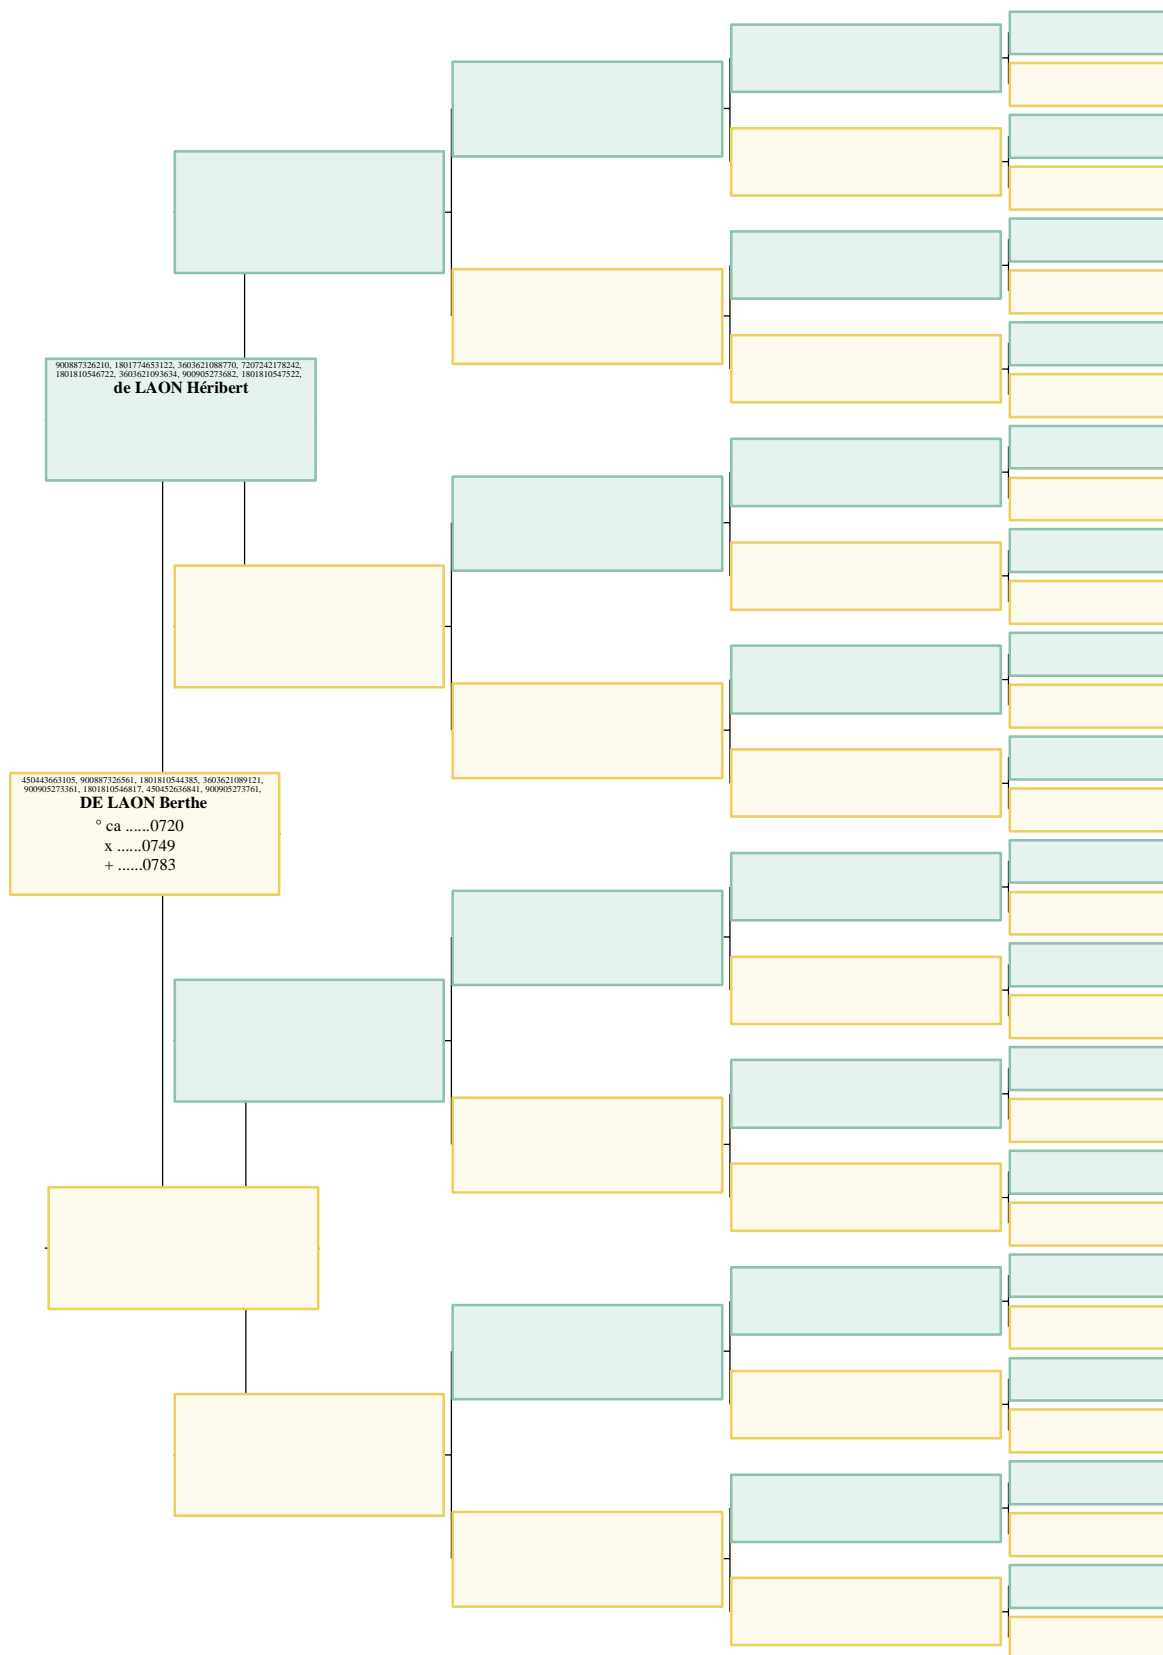 900887326210, 1801774653122, 3603621088770, 7207242178242,
1801810546722, 3603621093634, 900905273682, 1801810547522,
de LAON Héribert
450443663105, 900887326561, 1801810544385, 3603621089121,
900905273361, 1801810546817, 450452636841, 900905273761,
DE LAON Berthe
° ca ......0720
x ......0749
+ ......0783